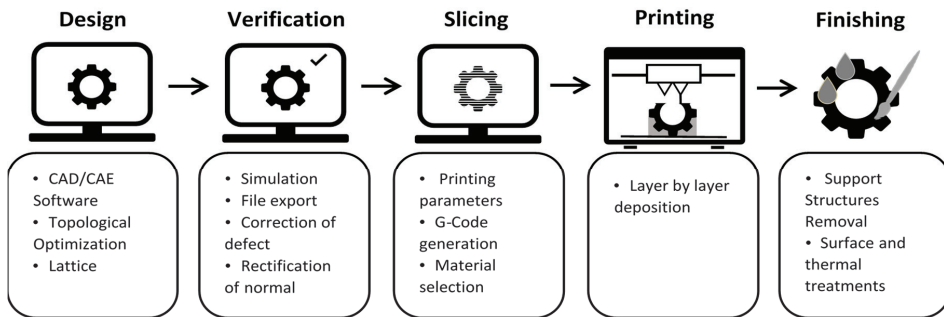 Design
Verification
Slicing
Printing
Finishing
• CAD/CAE
Software
• Topological
Optimization
• Lattice
• Simulation
• File export
• Correction of
defect
• Rectification
of normal
• Printing
parameters
• G-Code
generation
• Material
selection
• Layer by layer
deposition
• Support
Structures
Removal
• Surface and
thermal
treatments